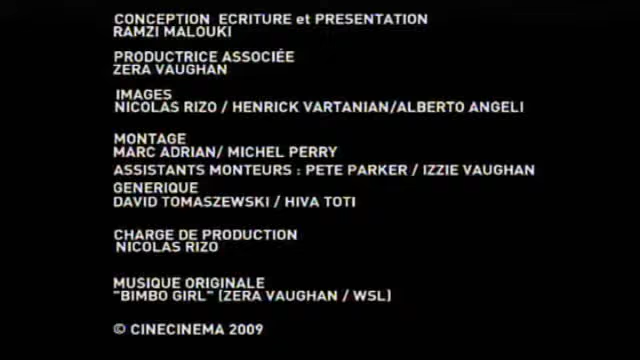 CONCEPTION ECRITURE et PRESENTATION
RAMZI MALOUKI
PRODUCTRICE ASSOCIÉE
ZERA VAUGHAN
IMAGES
NICOLAS RIZO / HENRICK VARTANIAN/ALBERTO ANGELI
MONTAGE
MARC ADRIAN/ MICHEL PERRY
ASSISTANTS MONTEURS : PETE PARKER / IZZIE VAUGHAN
GENERIQUE
DAVID TOMASZEWSKI / HIVA TOTI
CHARGE DE PRODUCTION
NICOLAS RIZO
MUSIQUE ORIGINALE
"BIMBO GIRL" (ZERA VAUGHAN / WSL)
© CINECINEMA 2009